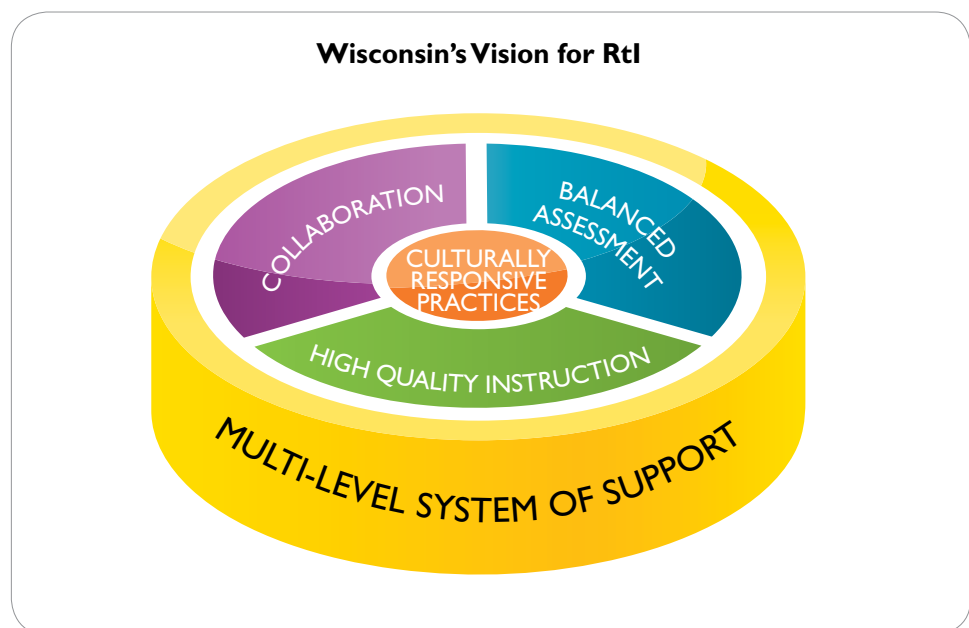 Wisconsin's Vision for RtI
COLLABORATION
BALANCED
ASSESSMENT
CULTURALLY
RESPONSIVE
PRACTICES
HIGH QUALITY INSTRUCTION
MULTI-LEVEL SYSTEM OF SUPPORT